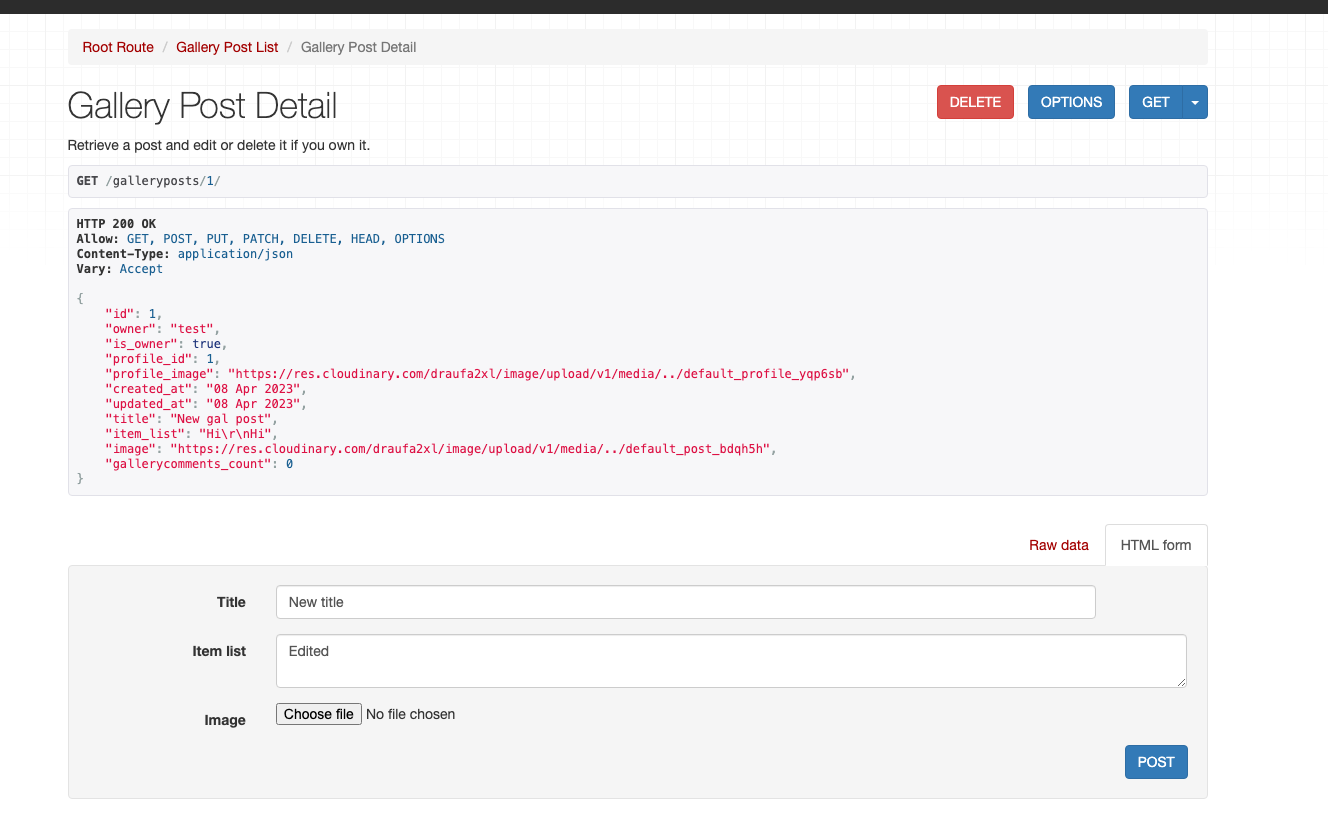 Root Route / Gallery Post List / Gallery Post Detail
Gallery Post Detail
DELETE OPTIONS GET
Retrieve a post and edit or delete it if you own it.
GET /galleryposts/1/
HTTP 200 OK
Allow: GET, POST, PUT, PATCH, DELETE, HEAD, OPTIONS
Content-Type: application/json
Vary: Accept
{
    "id": 1,
    "owner": "test",
    "is_owner": true,
    "profile_id": 1,
    "profile_image": "https://res.cloudinary.com/draufa2xl/image/upload/v1/media/../default_profile_yqp6sb",
    "created_at": "08 Apr 2023",
    "updated_at": "08 Apr 2023",
    "title": "New gal post",
    "item_list": "Hi\r\nHi",
    "image": "https://res.cloudinary.com/draufa2xl/image/upload/v1/media/../default_post_bdqh5h",
    "gallerycomments_count": 0
}
Raw data HTML form
Title New title
Item list Edited
Image Choose file No file chosen
POST